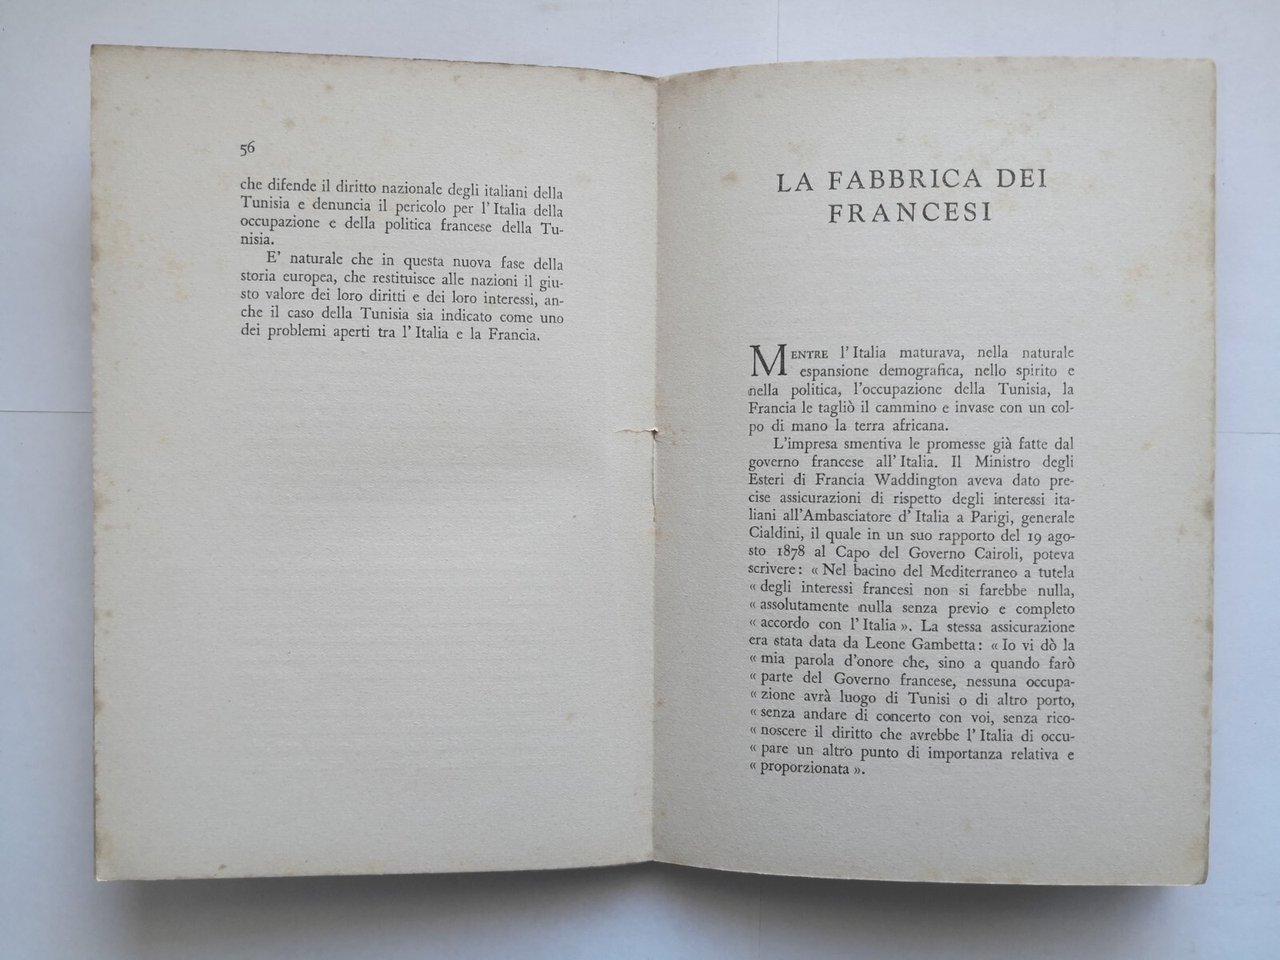 56
che difende il diritto nazionale degli italiani della
Tunisia e denuncia il pericolo per l'Italia della
occupazione e della politica francese della Tu-
nisia.
E' naturale che in questa nuova fase della
storia europea, che restituisce alle nazioni il giu-
sto valore dei loro diritti e dei loro interessi, an-
che il caso della Tunisia sia indicato come uno
dei problemi aperti tra l'Italia e la Francia.
LA FABBRICA DEI
FRANCESI
MENTRE l'Italia maturava, nella naturale
espansione demografica, nello spirito e
nella politica, l'occupazione della Tunisia, la
Francia le tagliò il cammino e invase con un col-
po di mano la terra africana.
L'impresa smentiva le promesse già fatte dal
governo francese all'Italia. Il Ministro degli
Esteri di Francia Waddington aveva dato pre-
cise assicurazioni di rispetto degli interessi ita-
liani all'Ambasciatore d'Italia a Parigi, generale
Cialdini, il quale in un suo rapporto del 19 ago-
sto 1878 al Capo del Governo Cairoli, poteva
scrivere: « Nel bacino del Mediterraneo a tutela
« degli interessi francesi non si farebbe nulla,
« assolutamente nulla senza previo e completo
« accordo con l'Italia ». La stessa assicurazione
era stata data da Leone Gambetta: « Io vi dò la
« mia parola d'onore che, sino a quando farò
« parte del Governo francese, nessuna occupa-
« zione avrà luogo di Tunisi o di altro porto,
« senza andare di concerto con voi, senza rico-
« noscere il diritto che avrebbe l'Italia di occu-
« pare un altro punto di importanza relativa e
« proporzionata ».